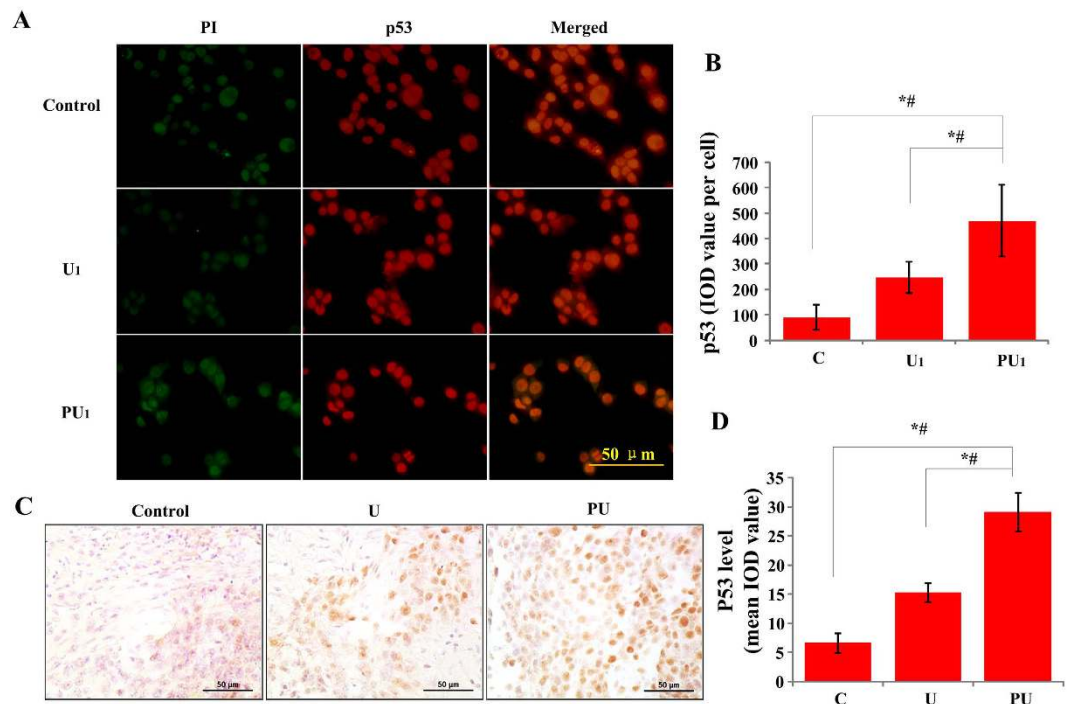 A
PI p53 Merged
Control
U1
PU1
50 μm
B
*#
*#
p53 (IOD value per cell)
700
600
500
400
300
200
100
0
C U1 PU1
C
Control U PU
50 μm 50 μm 50 μm
D
*#
*#
P53 level
(mean IOD value)
35
30
25
20
15
10
5
0
C U PU